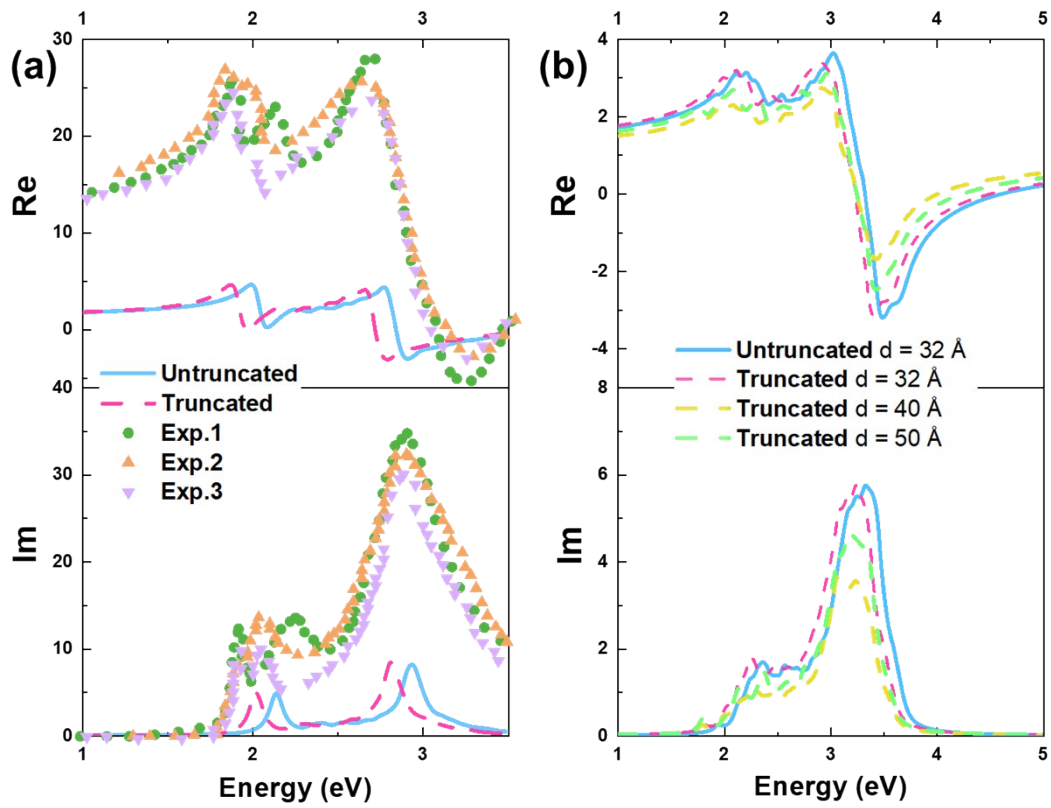 1 2 3
1 2 3 4 5
(a)
(b)
30
20
10
0
Re
4
2
0
-2
-4
Re
Untruncated
Truncated
Exp.1
Exp.2
Exp.3
Untruncated d = 32 Å
Truncated d = 32 Å
Truncated d = 40 Å
Truncated d = 50 Å
40
30
20
10
0
Im
8
6
4
2
0
Im
1 2 3
Energy (eV)
1 2 3 4 5
Energy (eV)